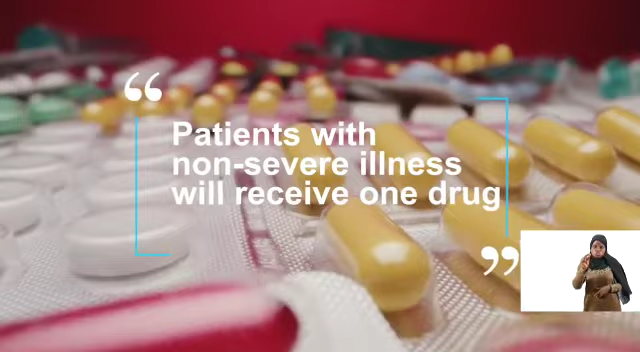 “
Patients with
non-severe illness
will receive one drug
”